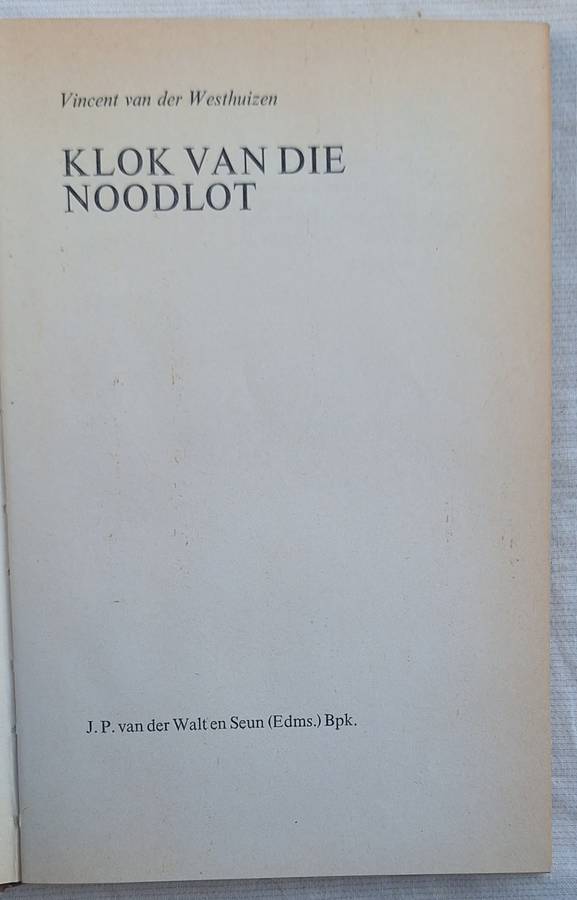 Vincent van der Westhuizen
KLOK VAN DIE
NOODLOT
J. P. van der Walt en Seun (Edms.) Bpk.